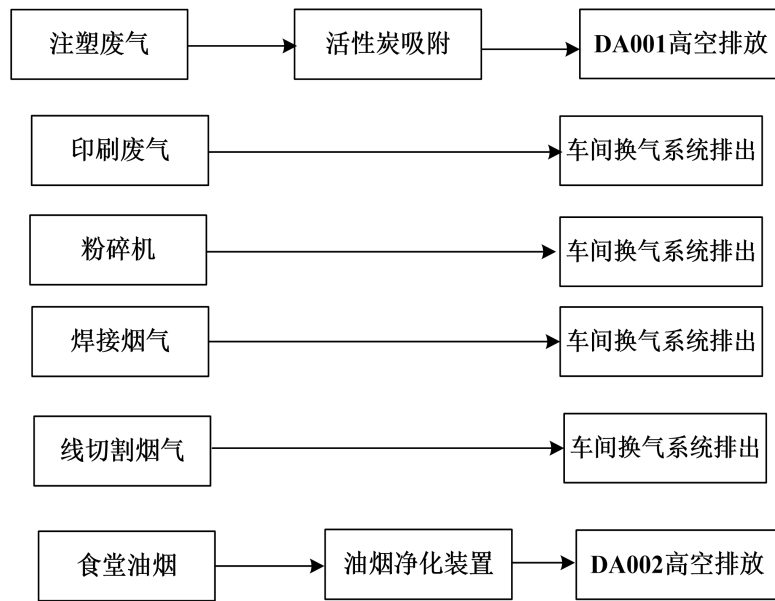 注塑废气
活性炭吸附
DA001高空排放
印刷废气
车间换气系统排出
粉碎机
车间换气系统排出
焊接烟气
车间换气系统排出
线切割烟气
车间换气系统排出
食堂油烟
油烟净化装置
DA002高空排放